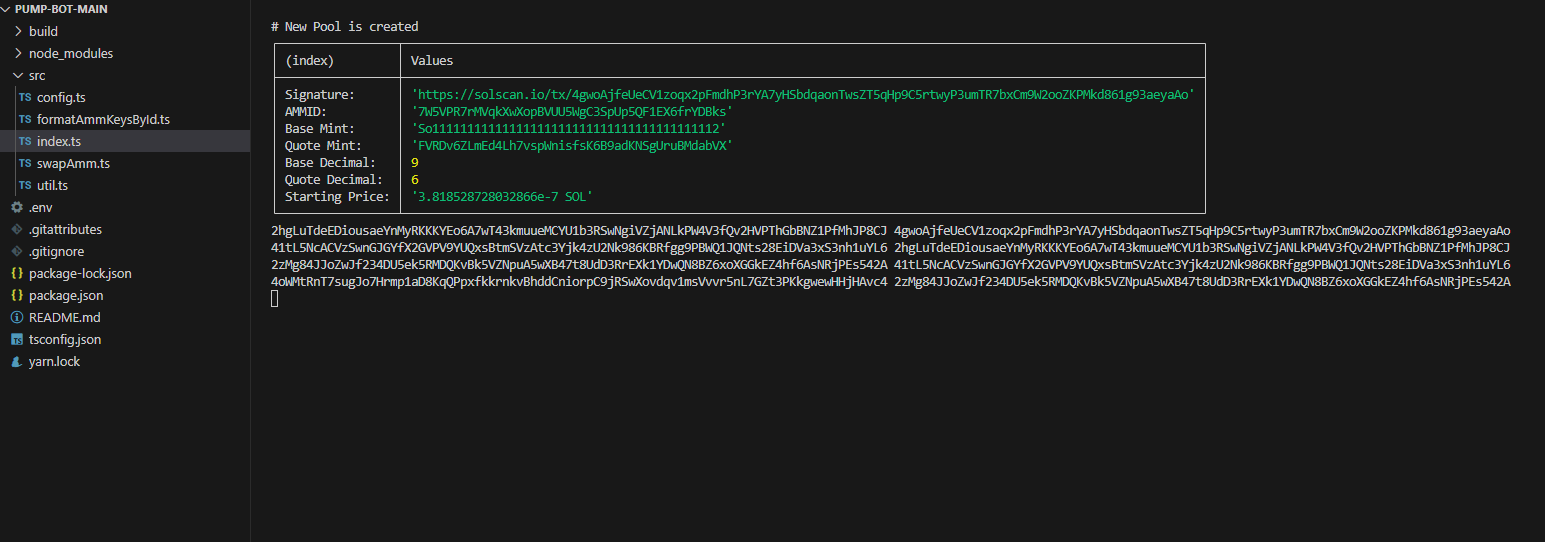 PUMP-BOT-MAIN
build
node_modules
src
TS config.ts
TS formatAmmKeysById.ts
TS index.ts
TS swapAmm.ts
TS util.ts
.env
.gitattributes
.gitignore
{} package-lock.json
{} package.json
README.md
TS tsconfig.json
yarn.lock
# New Pool is created
(index) Values
Signature: 'https://solscan.io/tx/4gwoAjfeUeCV1zoqx2pFmdhP3rYA7yHSbdqaonTwsZT5qHp9C5rtwyP3umTR7bxCm9W2ooZKPMkd861g93aeyaAo'
AMMID: '7W5VPR7rMVqkXwXopBVUU5WgC3SpUp5QF1EX6frYDBks'
Base Mint: 'So11111111111111111111111111111111111111112'
Quote Mint: 'FVRDv6ZLmEd4Lh7vspWnisfsK6B9adKNSgUruBMdabVX'
Base Decimal: 9
Quote Decimal: 6
Starting Price: '3.818528728032866e-7 SOL'
2hgLuTdeEDiousaeYnMyRKKKYEo6A7wT43kmuueMCYU1b3RSwNgiVZjANLkPW4V3fQv2HVPThGbBNZ1PfMhJP8CJ 4gwoAjfeUeCV1zoqx2pFmdhP3rYA7yHSbdqaonTwsZT5qHp9C5rtwyP3umTR7bxCm9W2ooZKPMkd861g93aeyaAo
41tL5NcACVzSwnGJGYfX2GVPV9YUQxsBtmSVzAtc3Yjk4zU2Nk986KBRfgg9PBWQ1JQNts28EiDVa3xS3nh1uYL6 2hgLuTdeEDiousaeYnMyRKKKYEo6A7wT43kmuueMCYU1b3RSwNgiVZjANLkPW4V3fQv2HVPThGbBNZ1PfMhJP8CJ
2zMg84JJoZwJf234DU5ek5RMDQKvBk5VZNpuA5wXB47t8UdD3RrEXk1YDwQN8BZ6xoXGGkEZ4hf6AsNRjPEs542A 41tL5NcACVzSwnGJGYfX2GVPV9YUQxsBtmSVzAtc3Yjk4zU2Nk986KBRfgg9PBWQ1JQNts28EiDVa3xS3nh1uYL6
4oWMtRnT7sugJo7Hrmp1aD8KqQPpxfkkrnkvBhddCniorpC9jRSwXovdqv1msVvvr5nL7GZt3PKkgwewHHjHAvc4 2zMg84JJoZwJf234DU5ek5RMDQKvBk5VZNpuA5wXB47t8UdD3RrEXk1YDwQN8BZ6xoXGGkEZ4hf6AsNRjPEs542A